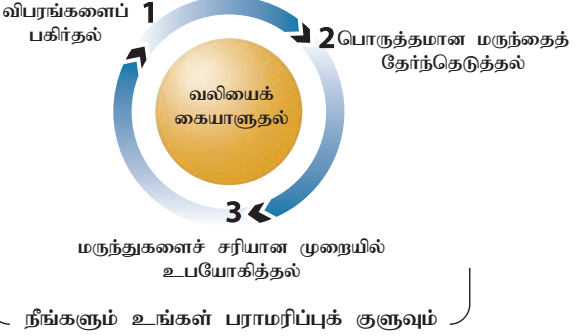 விபரங்களைப்
பகிர்தல்
1
2 பொருத்தமான மருந்தைத்
தேர்ந்தெடுத்தல்
வலியைக்
கையாளுதல்
3
மருந்துகளைச் சரியான முறையில்
உபயோகித்தல்
நீங்களும் உங்கள் பராமரிப்புக் குளுவும்